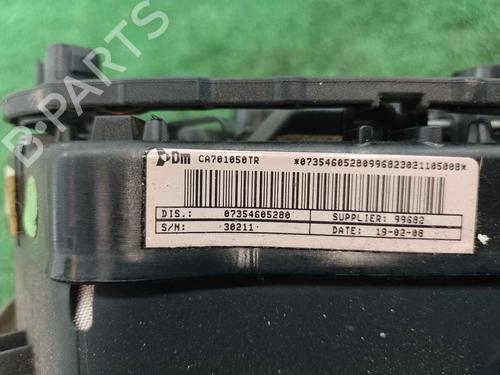 B-PARTS
Dm CA701050TR *07354605280996823021105008*
DIS.: 07354605280 SUPPLIER: 99682
S/N: 30211 DATE: 19-02-08